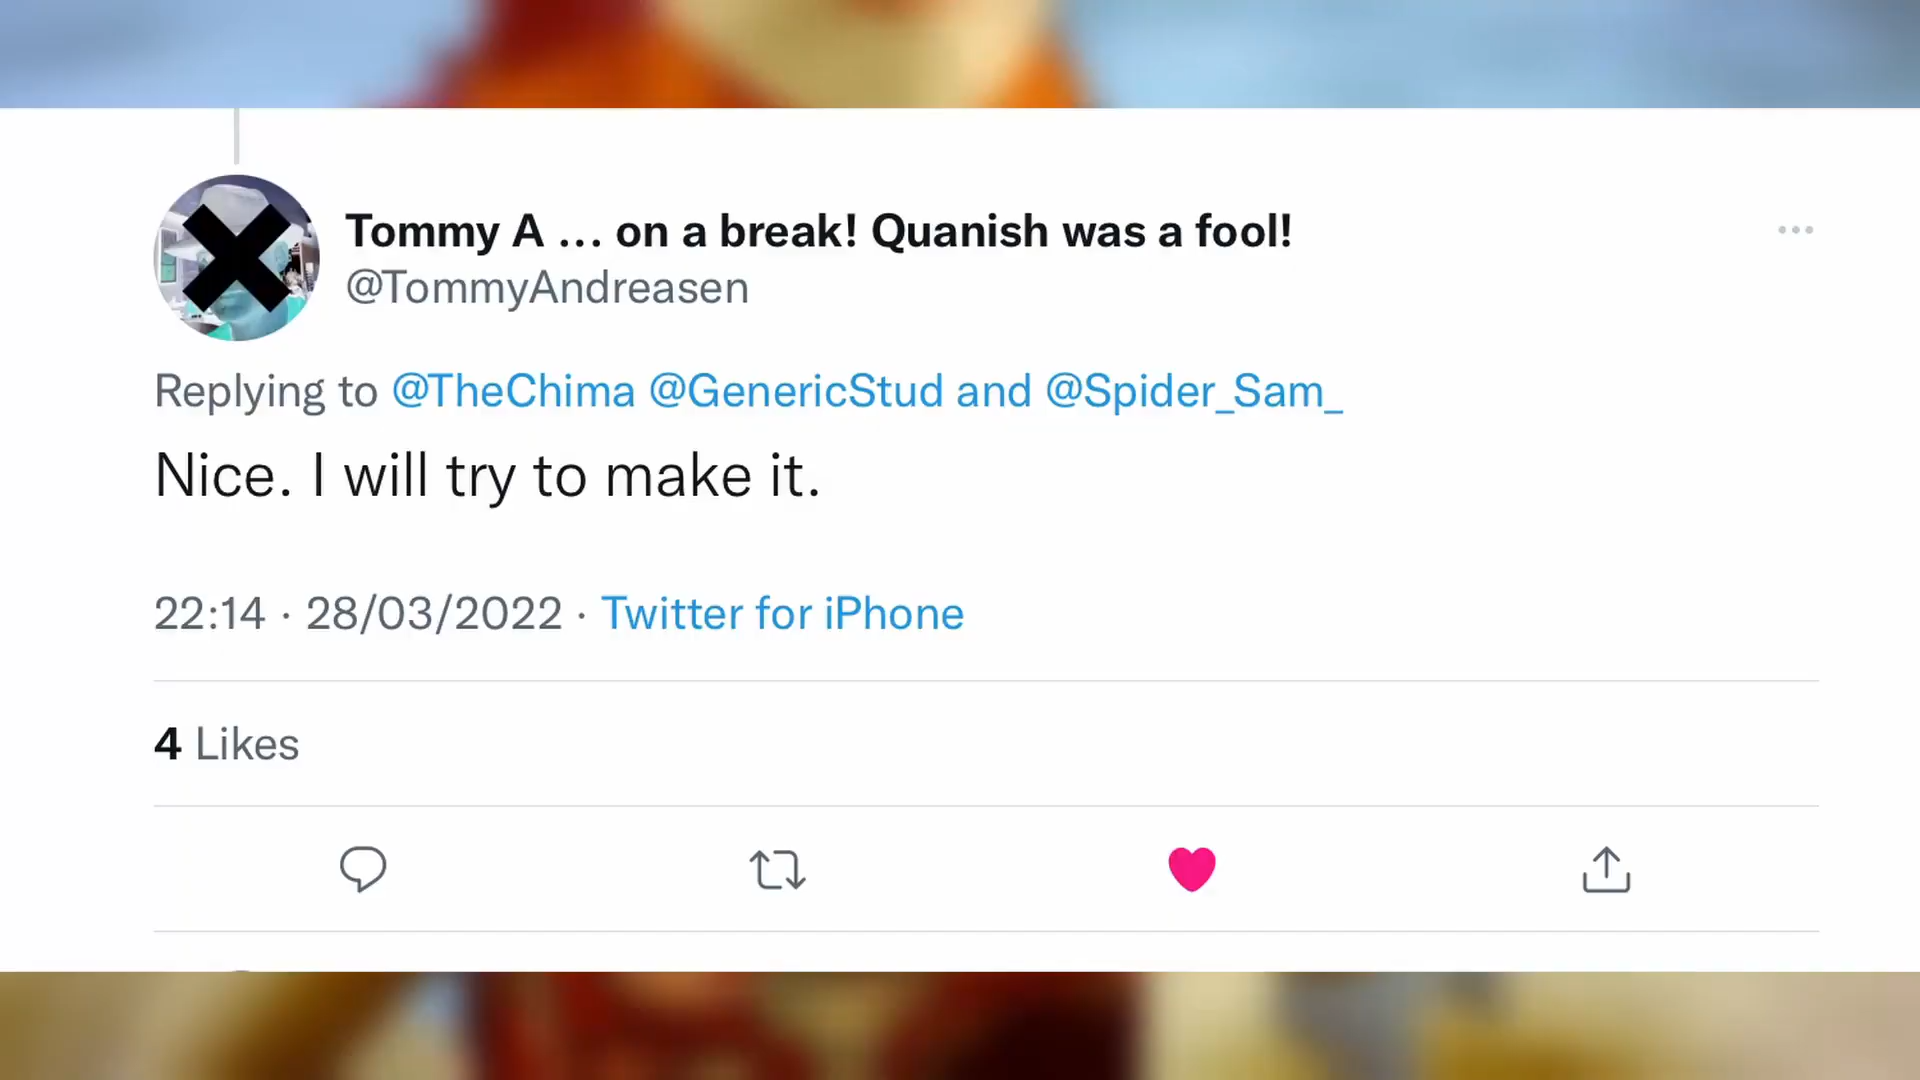 Tommy A ... on a break! Quanish was a fool!
@TommyAndreasen
Replying to @TheChima @GenericStud and @Spider_Sam_
Nice. I will try to make it.
22:14 · 28/03/2022 · Twitter for iPhone
4 Likes